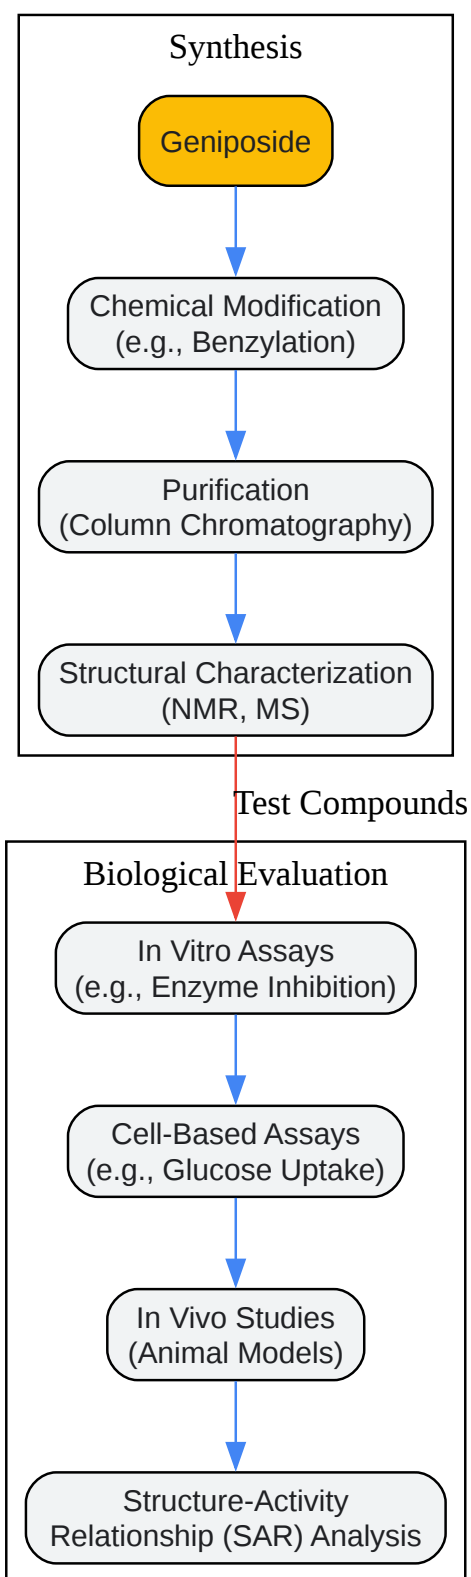 Synthesis
Geniposide
Chemical Modification
(e.g., Benzylation)
Purification
(Column Chromatography)
Structural Characterization
(NMR, MS)
Test Compounds
Biological Evaluation
In Vitro Assays
(e.g., Enzyme Inhibition)
Cell-Based Assays
(e.g., Glucose Uptake)
In Vivo Studies
(Animal Models)
Structure-Activity
Relationship (SAR) Analysis